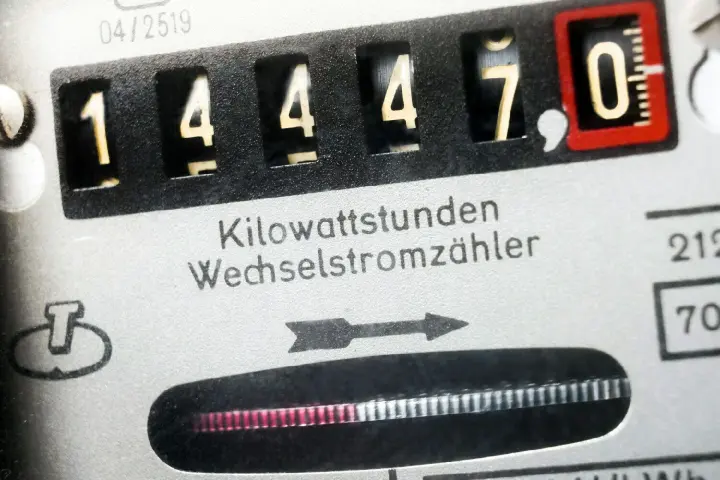 04/2519
14447,0
Kilowattstunden
Wechselstromzähler
212
T
70